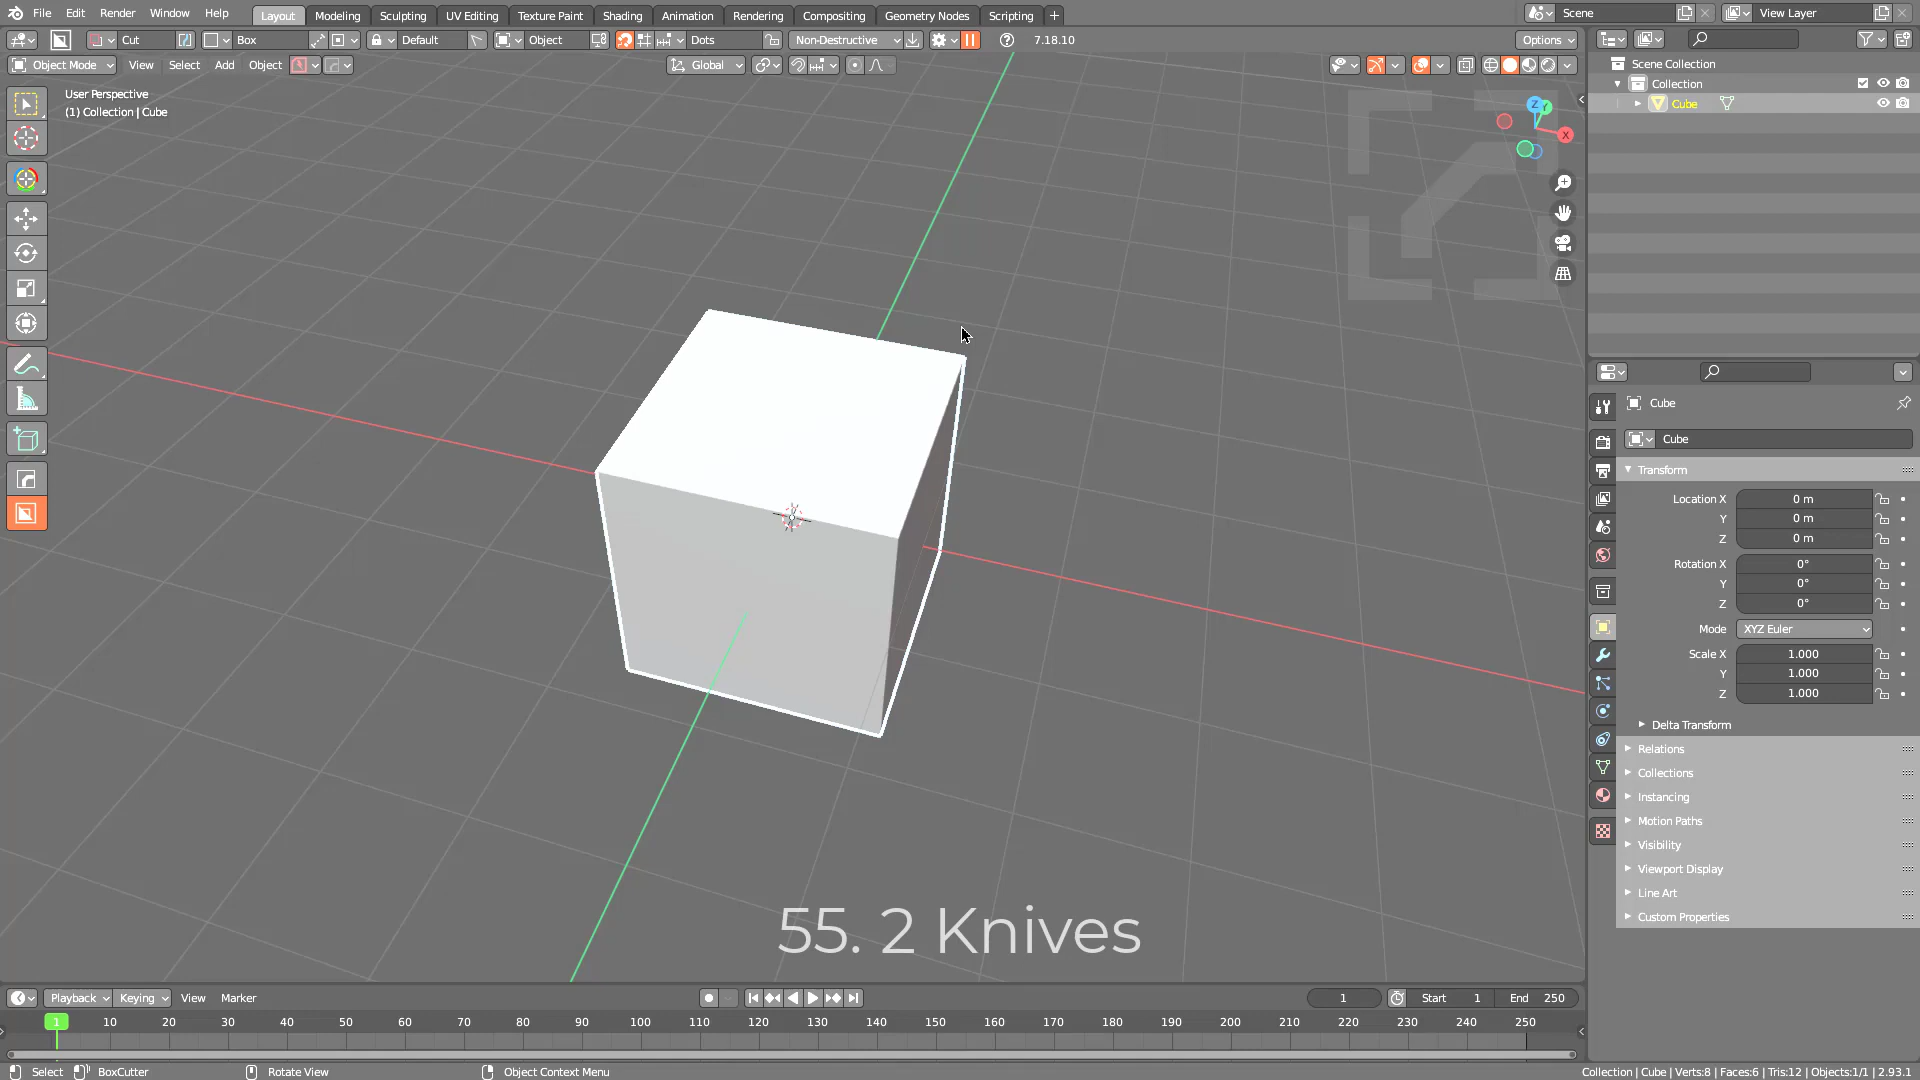 File Edit Render Window Help Layout Modeling Sculpting UV Editing Texture Paint Shading Animation Rendering Compositing Geometry Nodes Scripting + Scene View Layer
Cut Box Default Object Dots Non-Destructive 7.18.10 Options
Object Mode View Select Add Object Global
User Perspective
(1) Collection | Cube
Z Y X
Scene Collection
Collection
Cube
Cube
Cube
Transform
Location X 0 m
Y 0 m
Z 0 m
Rotation X 0°
Y 0°
Z 0°
Mode XYZ Euler
Scale X 1.000
Y 1.000
Z 1.000
Delta Transform
Relations
Collections
Instancing
Motion Paths
Visibility
Viewport Display
Line Art
Custom Properties
55. 2 Knives
Playback Keying View Marker 1 Start 1 End 250
1 10 20 30 40 50 60 70 80 90 100 110 120 130 140 150 160 170 180 190 200 210 220 230 240 250
Select BoxCutter Rotate View Object Context Menu Collection | Cube | Verts:8 | Faces:6 | Tris:12 | Objects:1/1 | 2.93.1